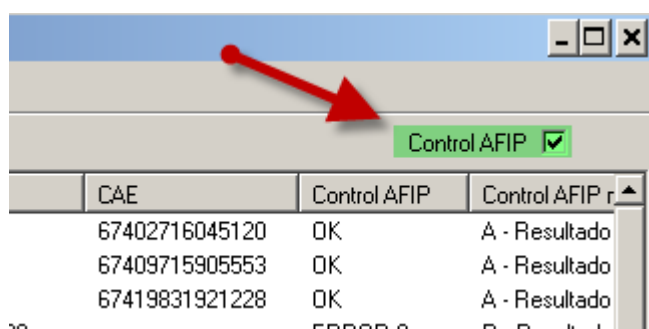 Control AFIP
CAE Control AFIP Control AFIP r
67402716045120 OK A - Resultado
67409715905553 OK A - Resultado
67419831921228 OK A - Resultado